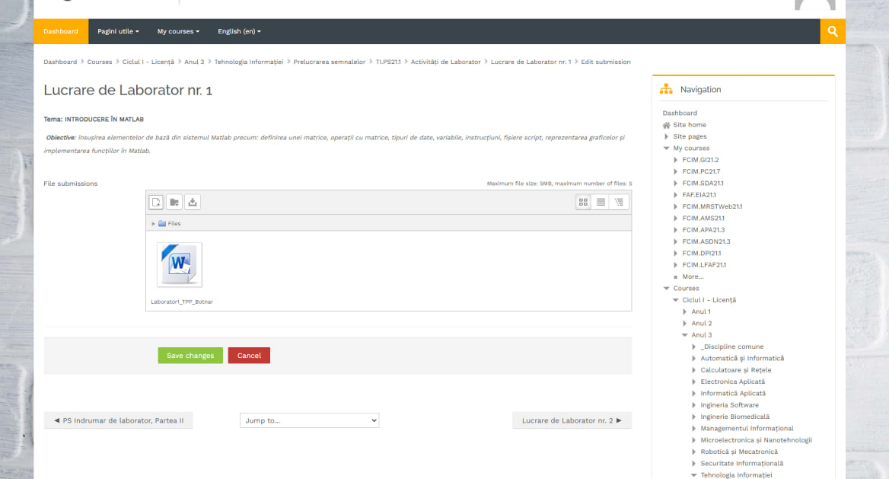 Dashboard
Pagini utile
My courses
English (en)
Dashboard > Courses > Ciclul I - Licență > Anul 3 > Tehnologia Informației > Prelucrarea semnalelor > TI.PS21.1 > Activități de Laborator > Lucrare de Laborator nr. 1 > Edit submission
Lucrare de Laborator nr. 1
Tema: INTRODUCERE ÎN MATLAB
Obiective: însușirea elementelor de bază din sistemul Matlab precum: definirea unei matrice, operații cu matrice, tipuri de date, variabile, instrucțiuni, fișiere script, reprezentarea graficelor și
implementarea funcțiilor în Matlab.
File submissions
Maximum file size: 5MB, maximum number of files: 5
Files
W
Laborator1_TPP_Botnar
Save changes
Cancel
◄ PS Indrumar de laborator, Partea II
Jump to...
Lucrare de Laborator nr. 2 ►
Navigation
Dashboard
Site home
Site pages
My courses
FCIM.GI21.2
FCIM.PC21.7
FCIM.SDA21.1
FAF.EIA21.1
FCIM.MRSTWeb21.1
FCIM.AMS21.1
FCIM.APA21.3
FCIM.ASDN21.3
FCIM.DPI21.1
FCIM.LFAF21.1
More...
Courses
Ciclul I - Licență
Anul 1
Anul 2
Anul 3
_Discipline comune
Automatică și Informatică
Calculatoare și Rețele
Electronica Aplicată
Informatică Aplicată
Ingineria Software
Ingineria Biomedicală
Managementul Informațional
Microelectronica și Nanotehnologii
Robotică și Mecatronică
Securitate Informațională
Tehnologia Informației